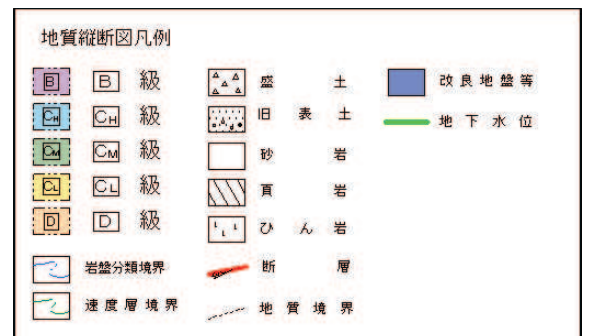 地質縦断図凡例
B B 級
CH CH 級
CM CM 級
CL CL 級
D D 級
岩盤分類境界
速度層境界
盛土
旧表土
砂岩
頁岩
ひん岩
断層
地質境界
改良地盤等
地下水位